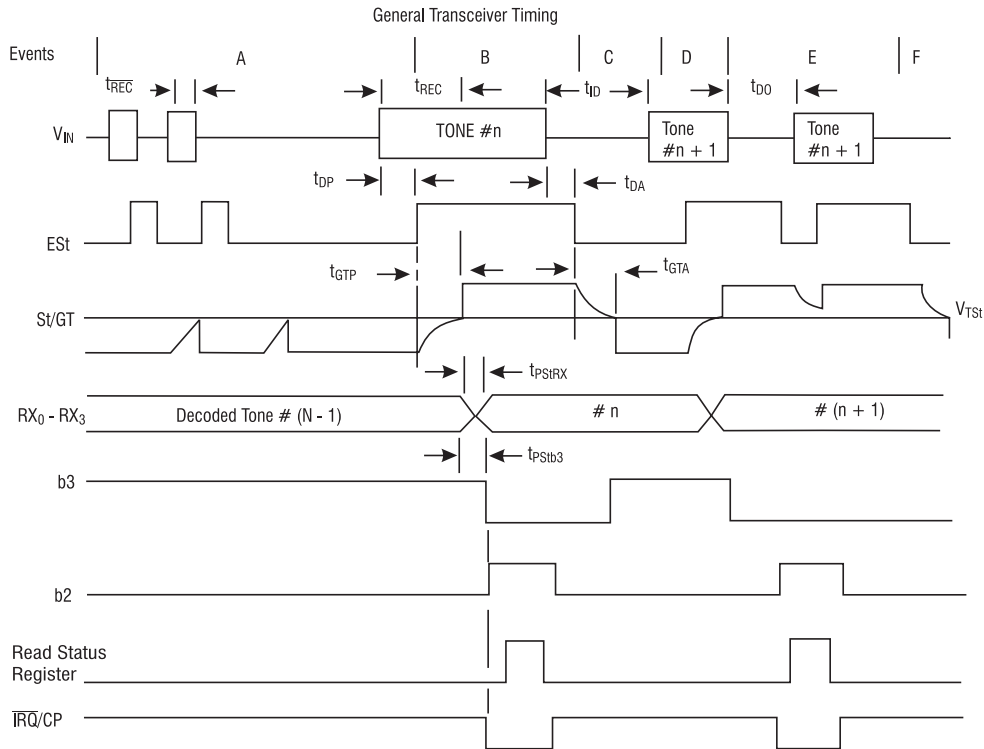 General Transceiver Timing
Events A B C D E F
tREC tREC tID tDO
VIN TONE #n Tone #n + 1 Tone #n + 1
tDP tDA
ESt
tGTP tGTA
St/GT VTSt
tPStRX
RX0 - RX3 Decoded Tone # (N - 1) # n # (n + 1)
tPStb3
b3
b2
Read Status
Register
IRQ/CP